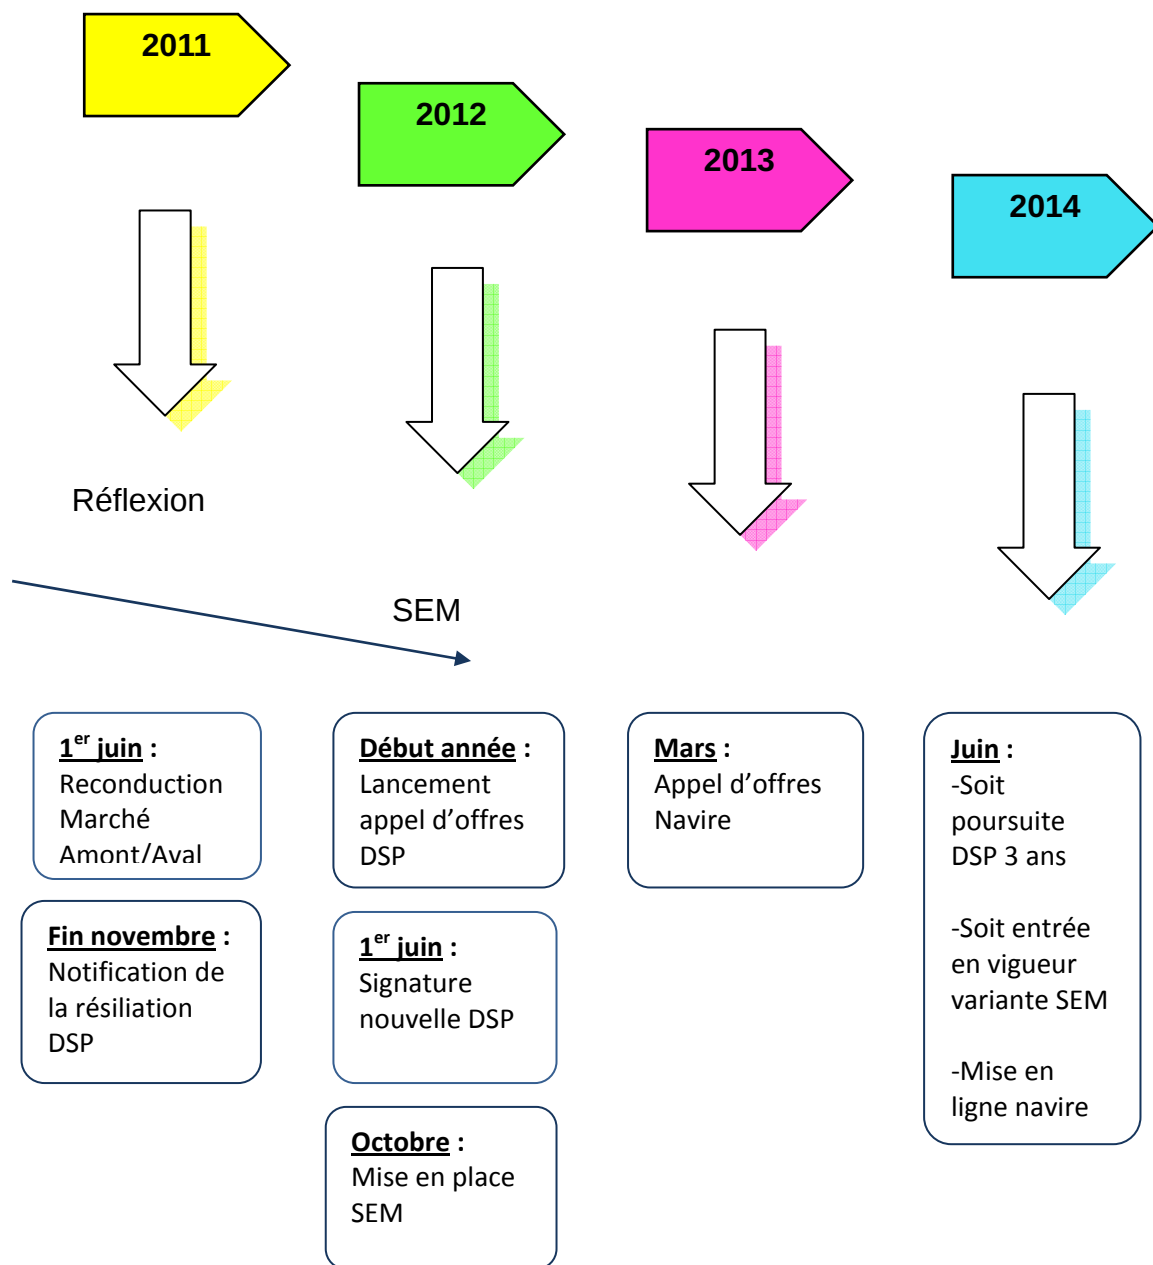 2011
2012
2013
2014
Réflexion
SEM
1er juin :
Reconduction
Marché
Amont/Aval
Fin novembre :
Notification de
la résiliation
DSP
Début année :
Lancement
appel d’offres
DSP
1er juin :
Signature
nouvelle DSP
Octobre :
Mise en place
SEM
Mars :
Appel d’offres
Navire
Juin :
-Soit
poursuite
DSP 3 ans
-Soit entrée
en vigueur
variante SEM
-Mise en
ligne navire